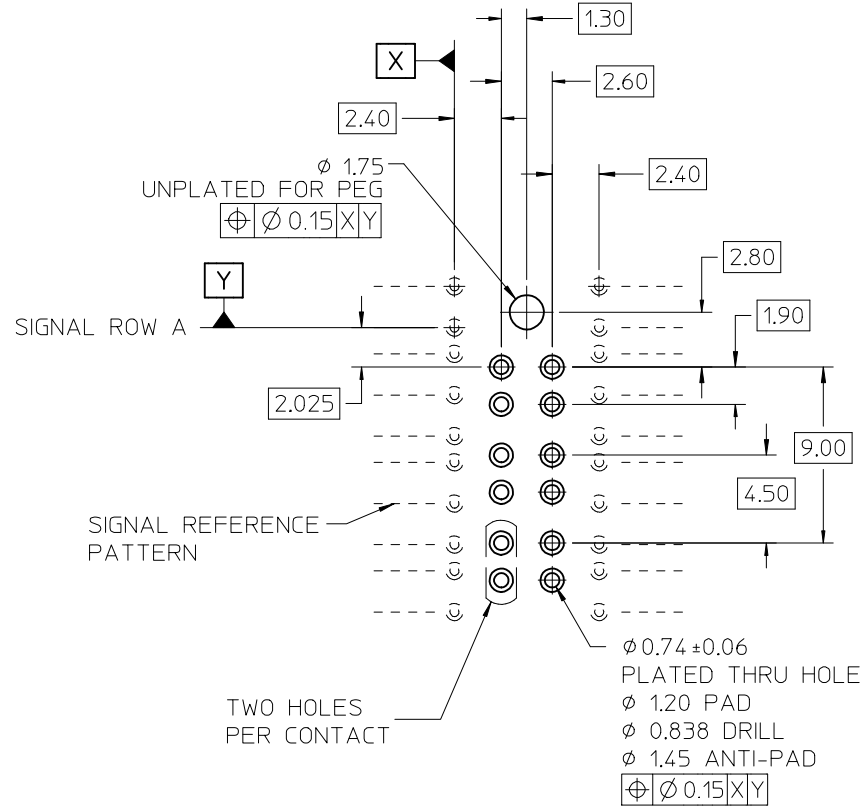 1.30
X
2.60
2.40
⌀ 1.75
UNPLATED FOR PEG
⌖ ⌀ 0.15 X Y
2.40
2.80
Y
SIGNAL ROW A
1.90
2.025
9.00
4.50
SIGNAL REFERENCE
PATTERN
⌀0.74±0.06
PLATED THRU HOLE
⌀ 1.20 PAD
⌀ 0.838 DRILL
⌀ 1.45 ANTI-PAD
⌖ ⌀ 0.15 X Y
TWO HOLES
PER CONTACT